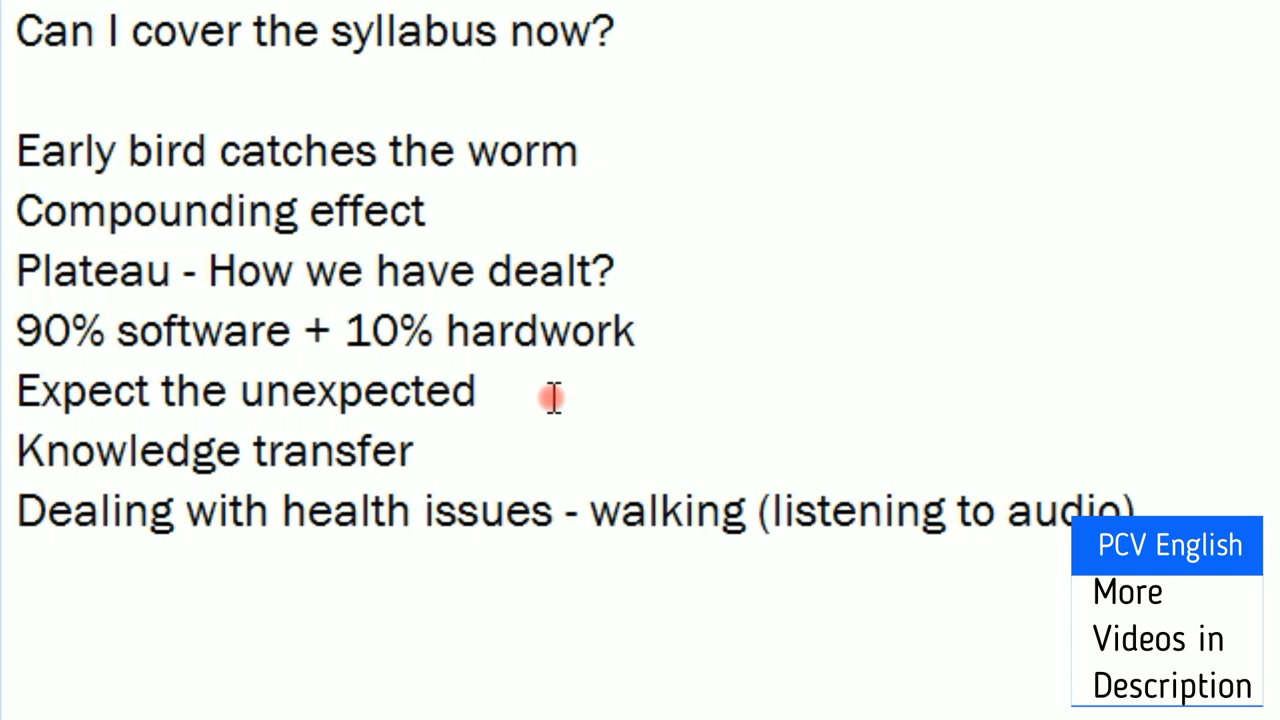 Can I cover the syllabus now?
Early bird catches the worm
Compounding effect
Plateau - How we have dealt?
90% software + 10% hardwork
Expect the unexpected
Knowledge transfer
Dealing with health issues - walking (listening to audio)
PCV English
More
Videos in
Description